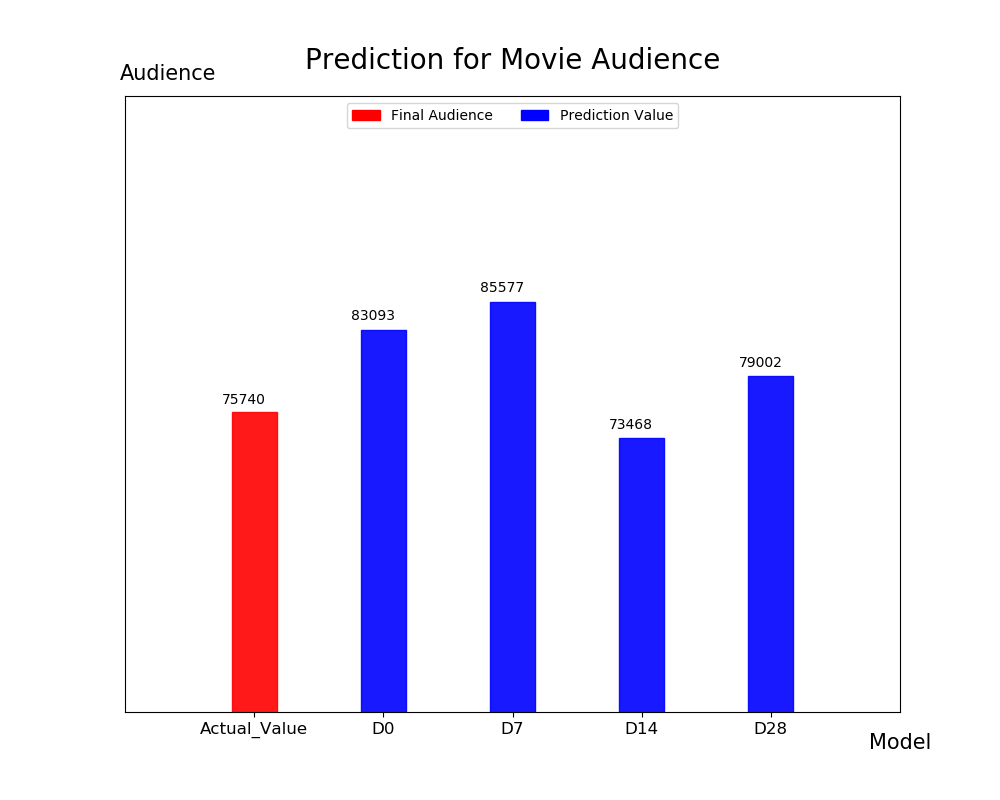 Prediction for Movie Audience
Audience
Final Audience Prediction Value
85577
83093
79002
75740
73468
Actual_Value D0 D7 D14 D28
Model